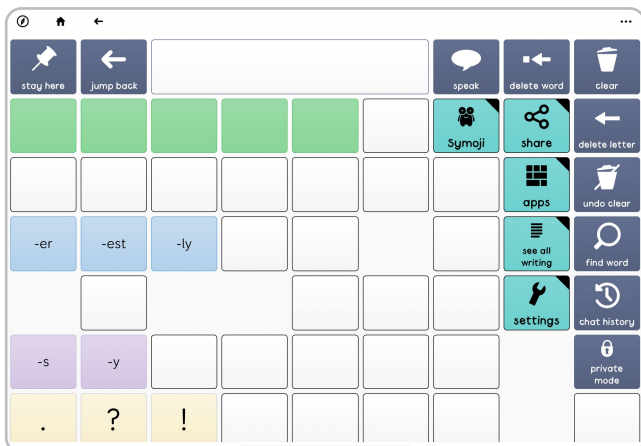 stay here
jump back
speak
delete word
clear
Symoji
share
delete letter
apps
undo clear
-er
-est
-ly
see all
writing
find word
settings
chat history
-s
-y
private
mode
.
?
!